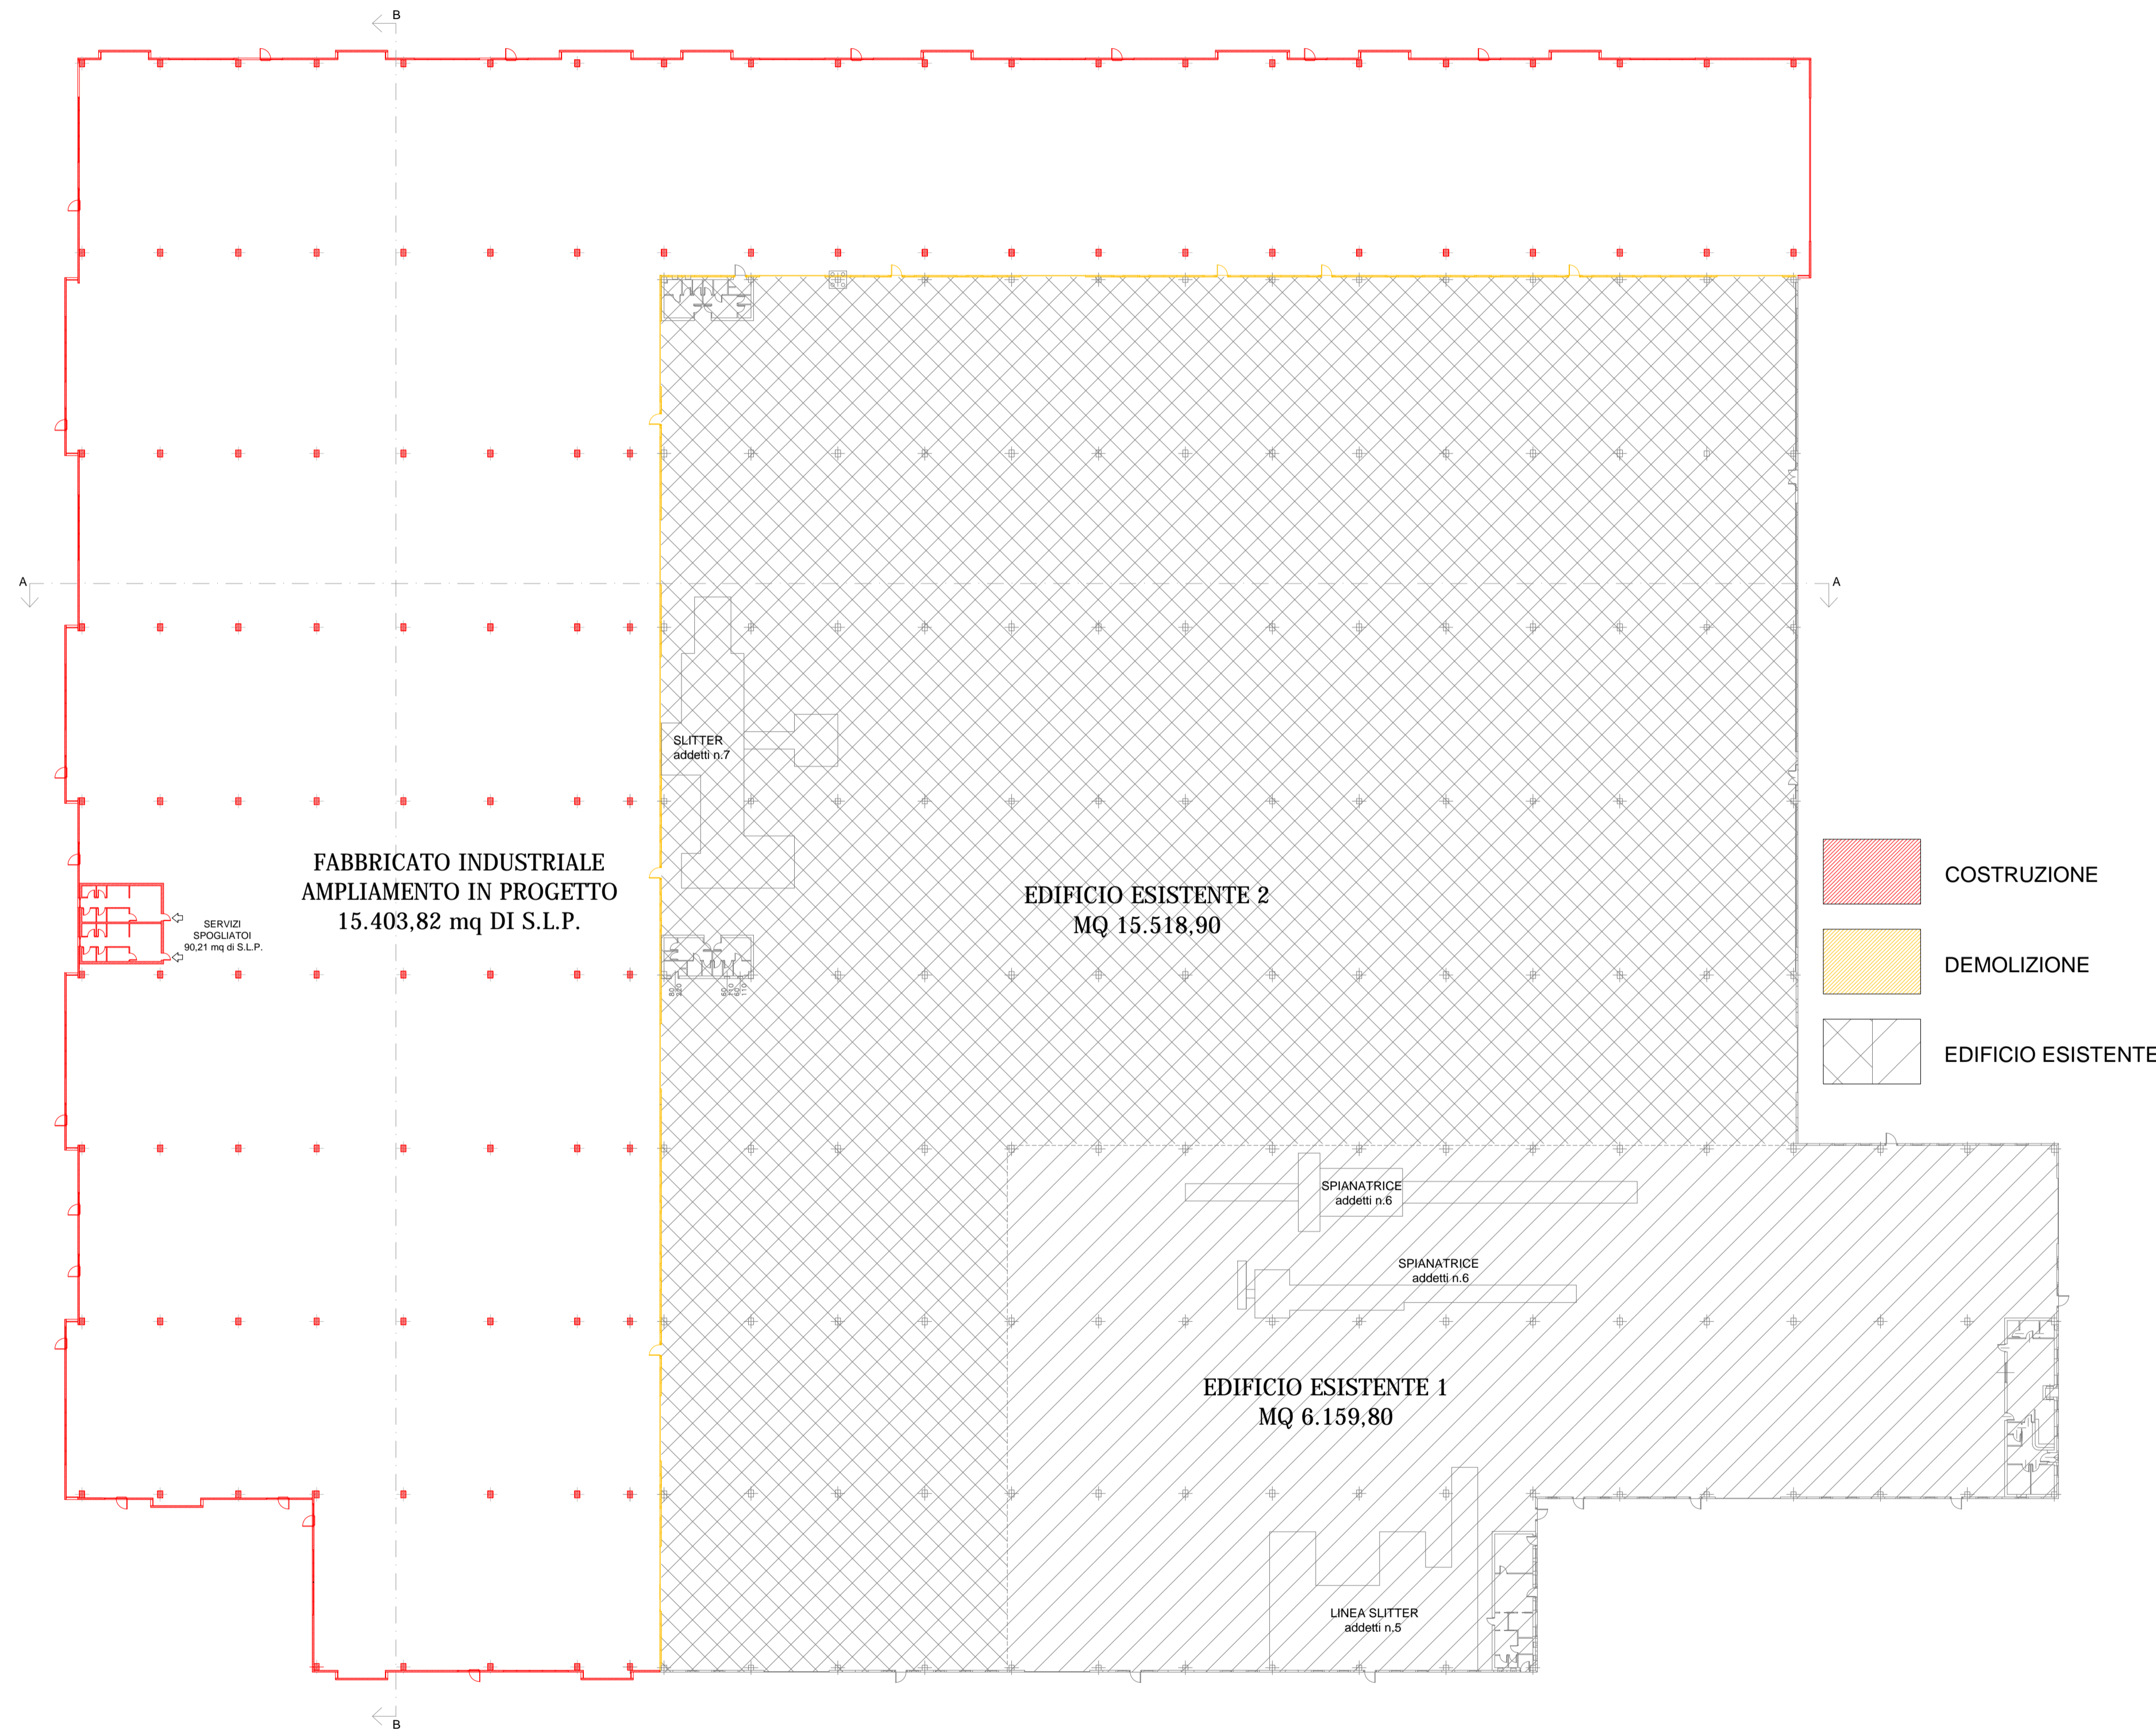 B
A
A
SLITTER
addetti n.7
FABBRICATO INDUSTRIALE
AMPLIAMENTO IN PROGETTO
15.403,82 mq DI S.L.P.
EDIFICIO ESISTENTE 2
MQ 15.518,90
COSTRUZIONE
SERVIZI
SPOGLIATOI
90,21 mq di S.L.P.
DEMOLIZIONE
EDIFICIO ESISTENTE
SPIANATRICE
addetti n.6
SPIANATRICE
addetti n.6
EDIFICIO ESISTENTE 1
MQ 6.159,80
LINEA SLITTER
addetti n.5
B